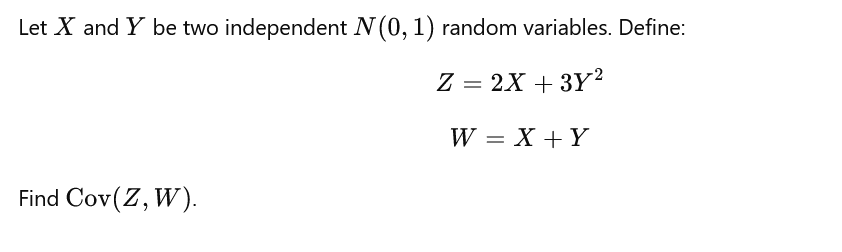 Let X and Y be two independent N(0, 1) random variables. Define:
Z = 2X + 3Y²
W = X + Y
Find Cov(Z, W).